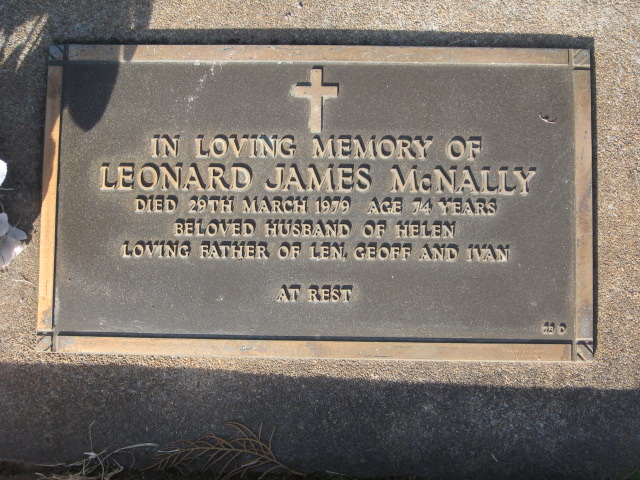 IN LOVING MEMORY OF
LEONARD JAMES McNALLY
DIED 29TH MARCH 1979 AGE 74 YEARS
BELOVED HUSBAND OF HELEN
LOVING FATHER OF LEN, GEOFF AND IVAN
AT REST